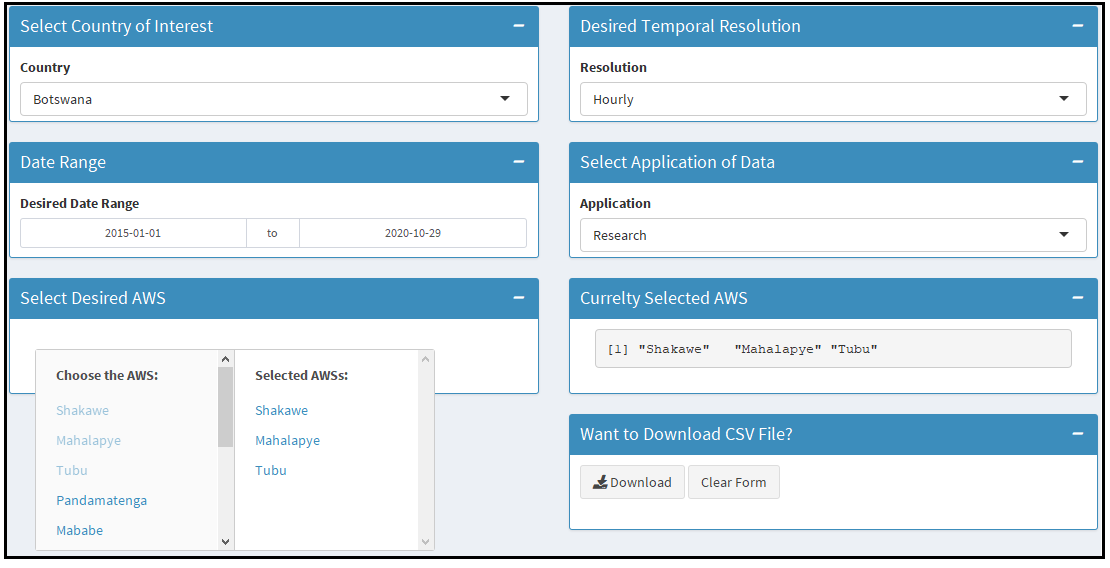 Select Country of Interest
Country
Botswana
Desired Temporal Resolution
Resolution
Hourly
Date Range
Desired Date Range
2015-01-01 to 2020-10-29
Select Application of Data
Application
Research
Select Desired AWS
Choose the AWS:
Shakawe
Mahalapye
Tubu
Pandamatenga
Mababe
Selected AWSs:
Shakawe
Mahalapye
Tubu
Currelty Selected AWS
[1] "Shakawe"   "Mahalapye" "Tubu"
Want to Download CSV File?
Download
Clear Form